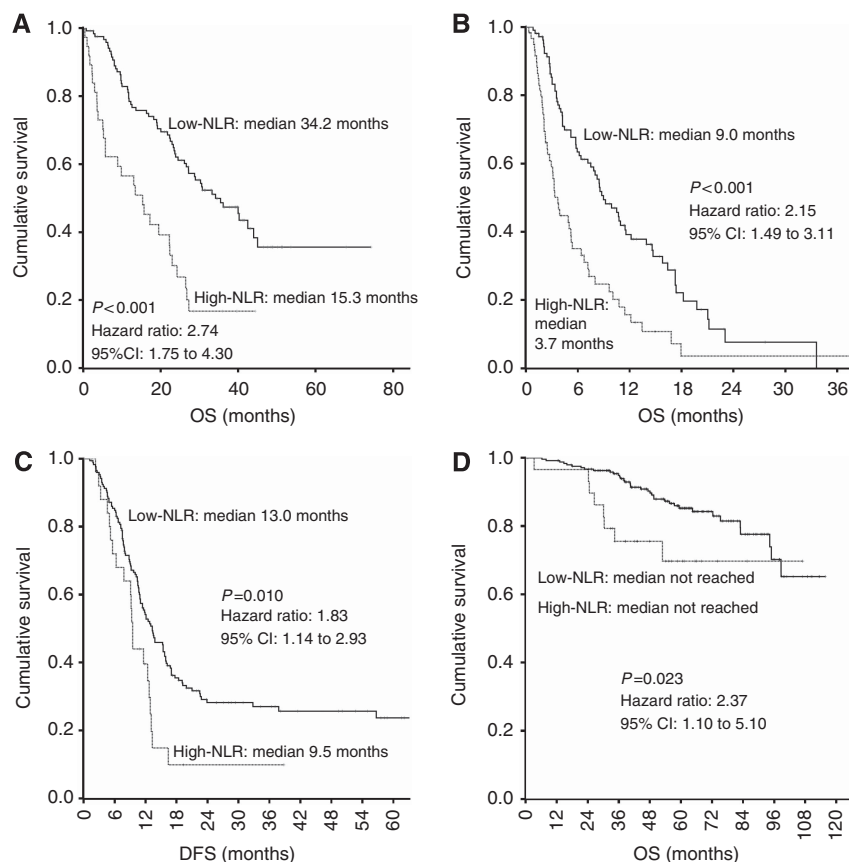 A
Cumulative survival
1.0
0.8
0.6
0.4
0.2
0.0
Low-NLR: median 34.2 months
High-NLR: median 15.3 months
P<0.001
Hazard ratio: 2.74
95%CI: 1.75 to 4.30
0 20 40 60 80
OS (months)
B
Cumulative survival
1.0
0.8
0.6
0.4
0.2
0.0
Low-NLR: median 9.0 months
P<0.001
Hazard ratio: 2.15
95% CI: 1.49 to 3.11
High-NLR:
median
3.7 months
0 6 12 18 24 30 36
OS (months)
C
Cumulative survival
1.0
0.8
0.6
0.4
0.2
0.0
Low-NLR: median 13.0 months
P=0.010
Hazard ratio: 1.83
95% CI: 1.14 to 2.93
High-NLR: median 9.5 months
0 6 12 18 24 30 36 42 48 54 60
DFS (months)
D
Cumulative survival
1.0
0.8
0.6
0.4
0.2
0.0
Low-NLR: median not reached
High-NLR: median not reached
P=0.023
Hazard ratio: 2.37
95% CI: 1.10 to 5.10
0 12 24 36 48 60 72 84 96 108 120
OS (months)